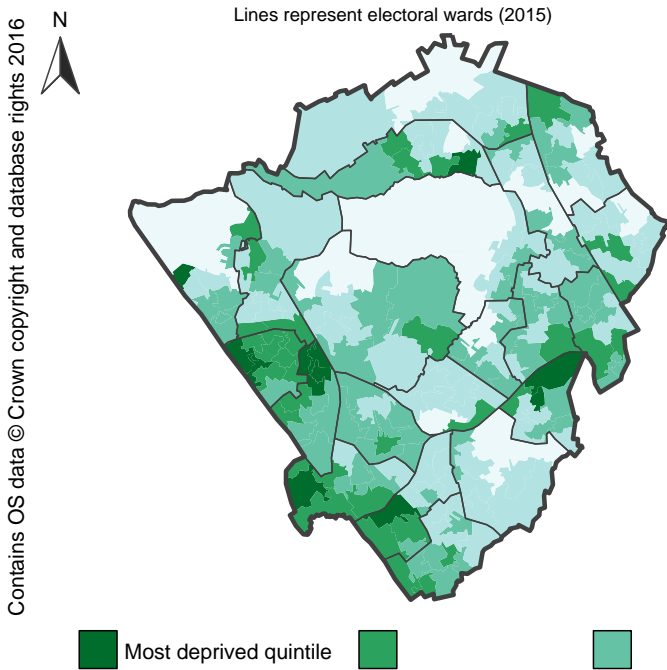 Lines represent electoral wards (2015)
N
Contains OS data © Crown copyright and database rights 2016
Most deprived quintile